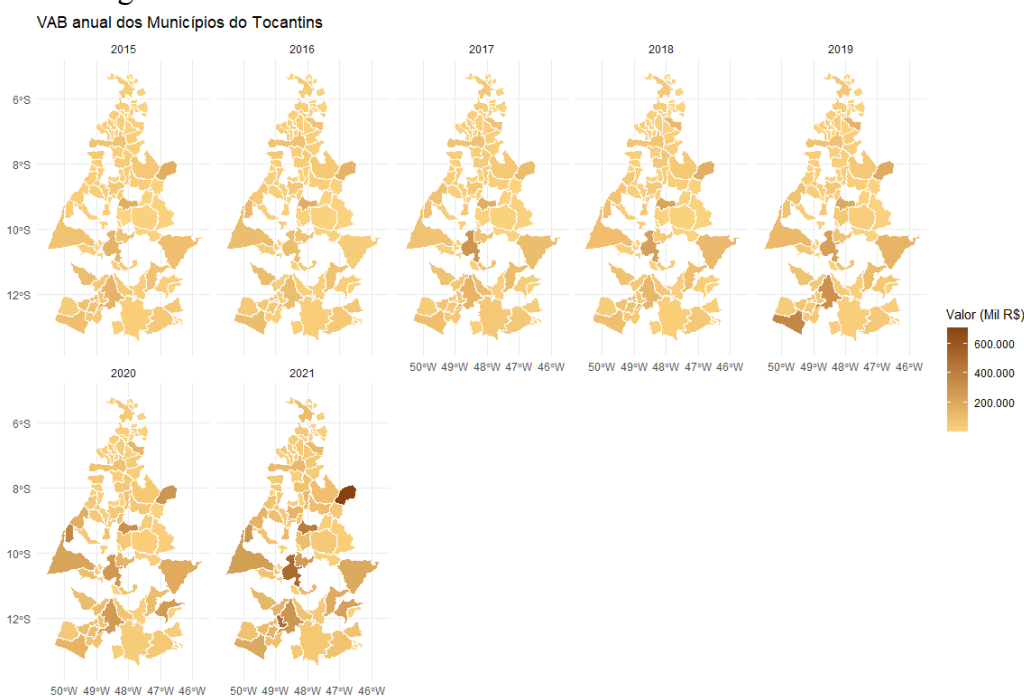 VAB anual dos Municípios do Tocantins
2015 2016 2017 2018 2019
6°S
8°S
10°S
12°S
50°W 49°W 48°W 47°W 46°W 50°W 49°W 48°W 47°W 46°W 50°W 49°W 48°W 47°W 46°W
Valor (Mil R$)
600.000
400.000
200.000
2020 2021
6°S
8°S
10°S
12°S
50°W 49°W 48°W 47°W 46°W 50°W 49°W 48°W 47°W 46°W